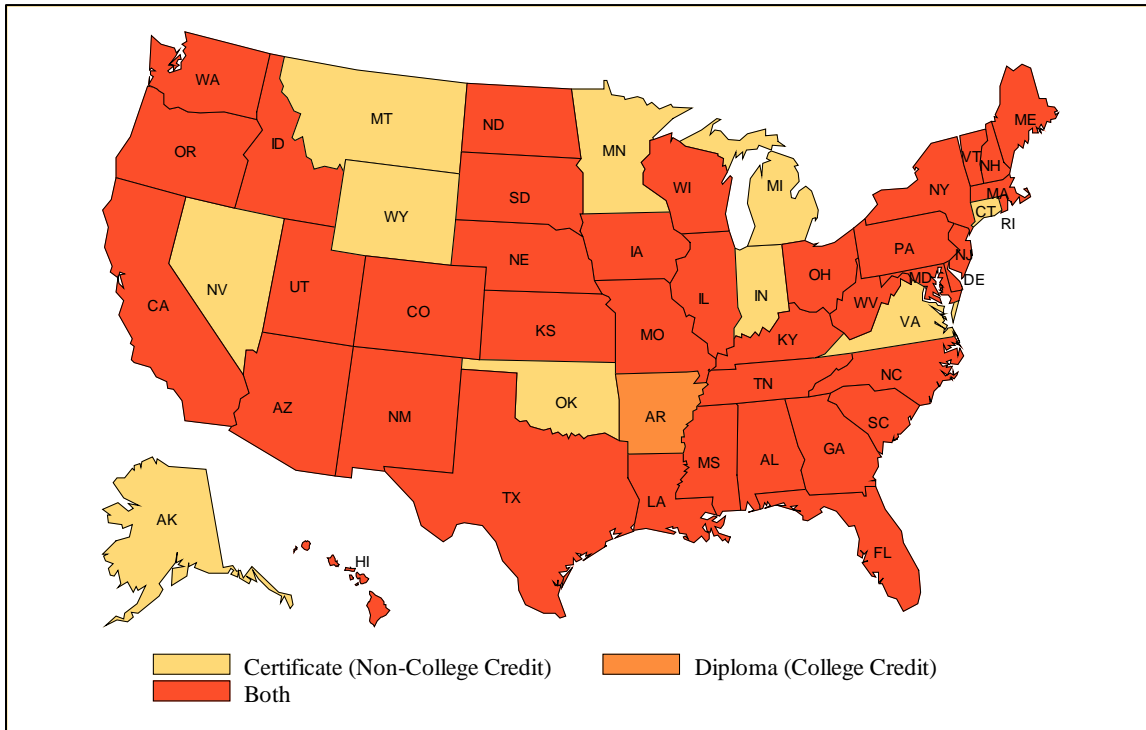 WA
MT
ND
MN
ME
OR
ID
VT
NH
WI
MI
NY
MA
SD
WY
CT
RI
IA
PA
NE
NJ
NV
UT
OH
MD
DE
CA
IL
IN
WV
CO
VA
KS
MO
KY
NC
TN
OK
AR
AZ
NM
SC
MS
AL
GA
TX
LA
AK
FL
HI
Certificate (Non-College Credit)
Diploma (College Credit)
Both